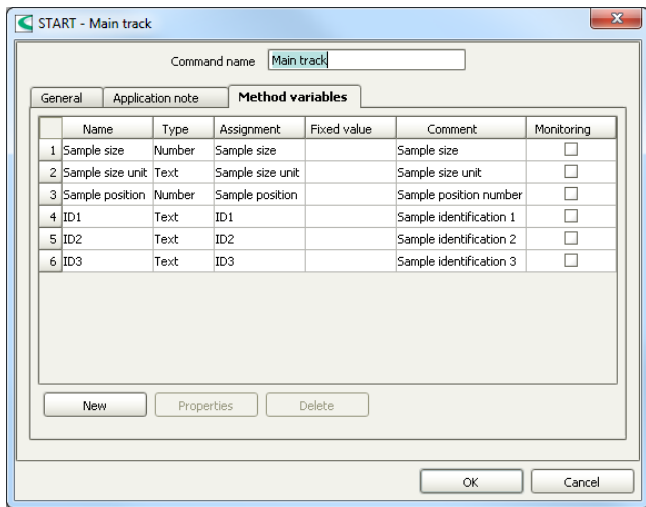 START - Main track
Command name Main track
General Application note Method variables
Name Type Assignment Fixed value Comment Monitoring
1 Sample size Number Sample size Sample size
2 Sample size unit Text Sample size unit Sample size unit
3 Sample position Number Sample position Sample position number
4 ID1 Text ID1 Sample identification 1
5 ID2 Text ID2 Sample identification 2
6 ID3 Text ID3 Sample identification 3
New Properties Delete
OK Cancel